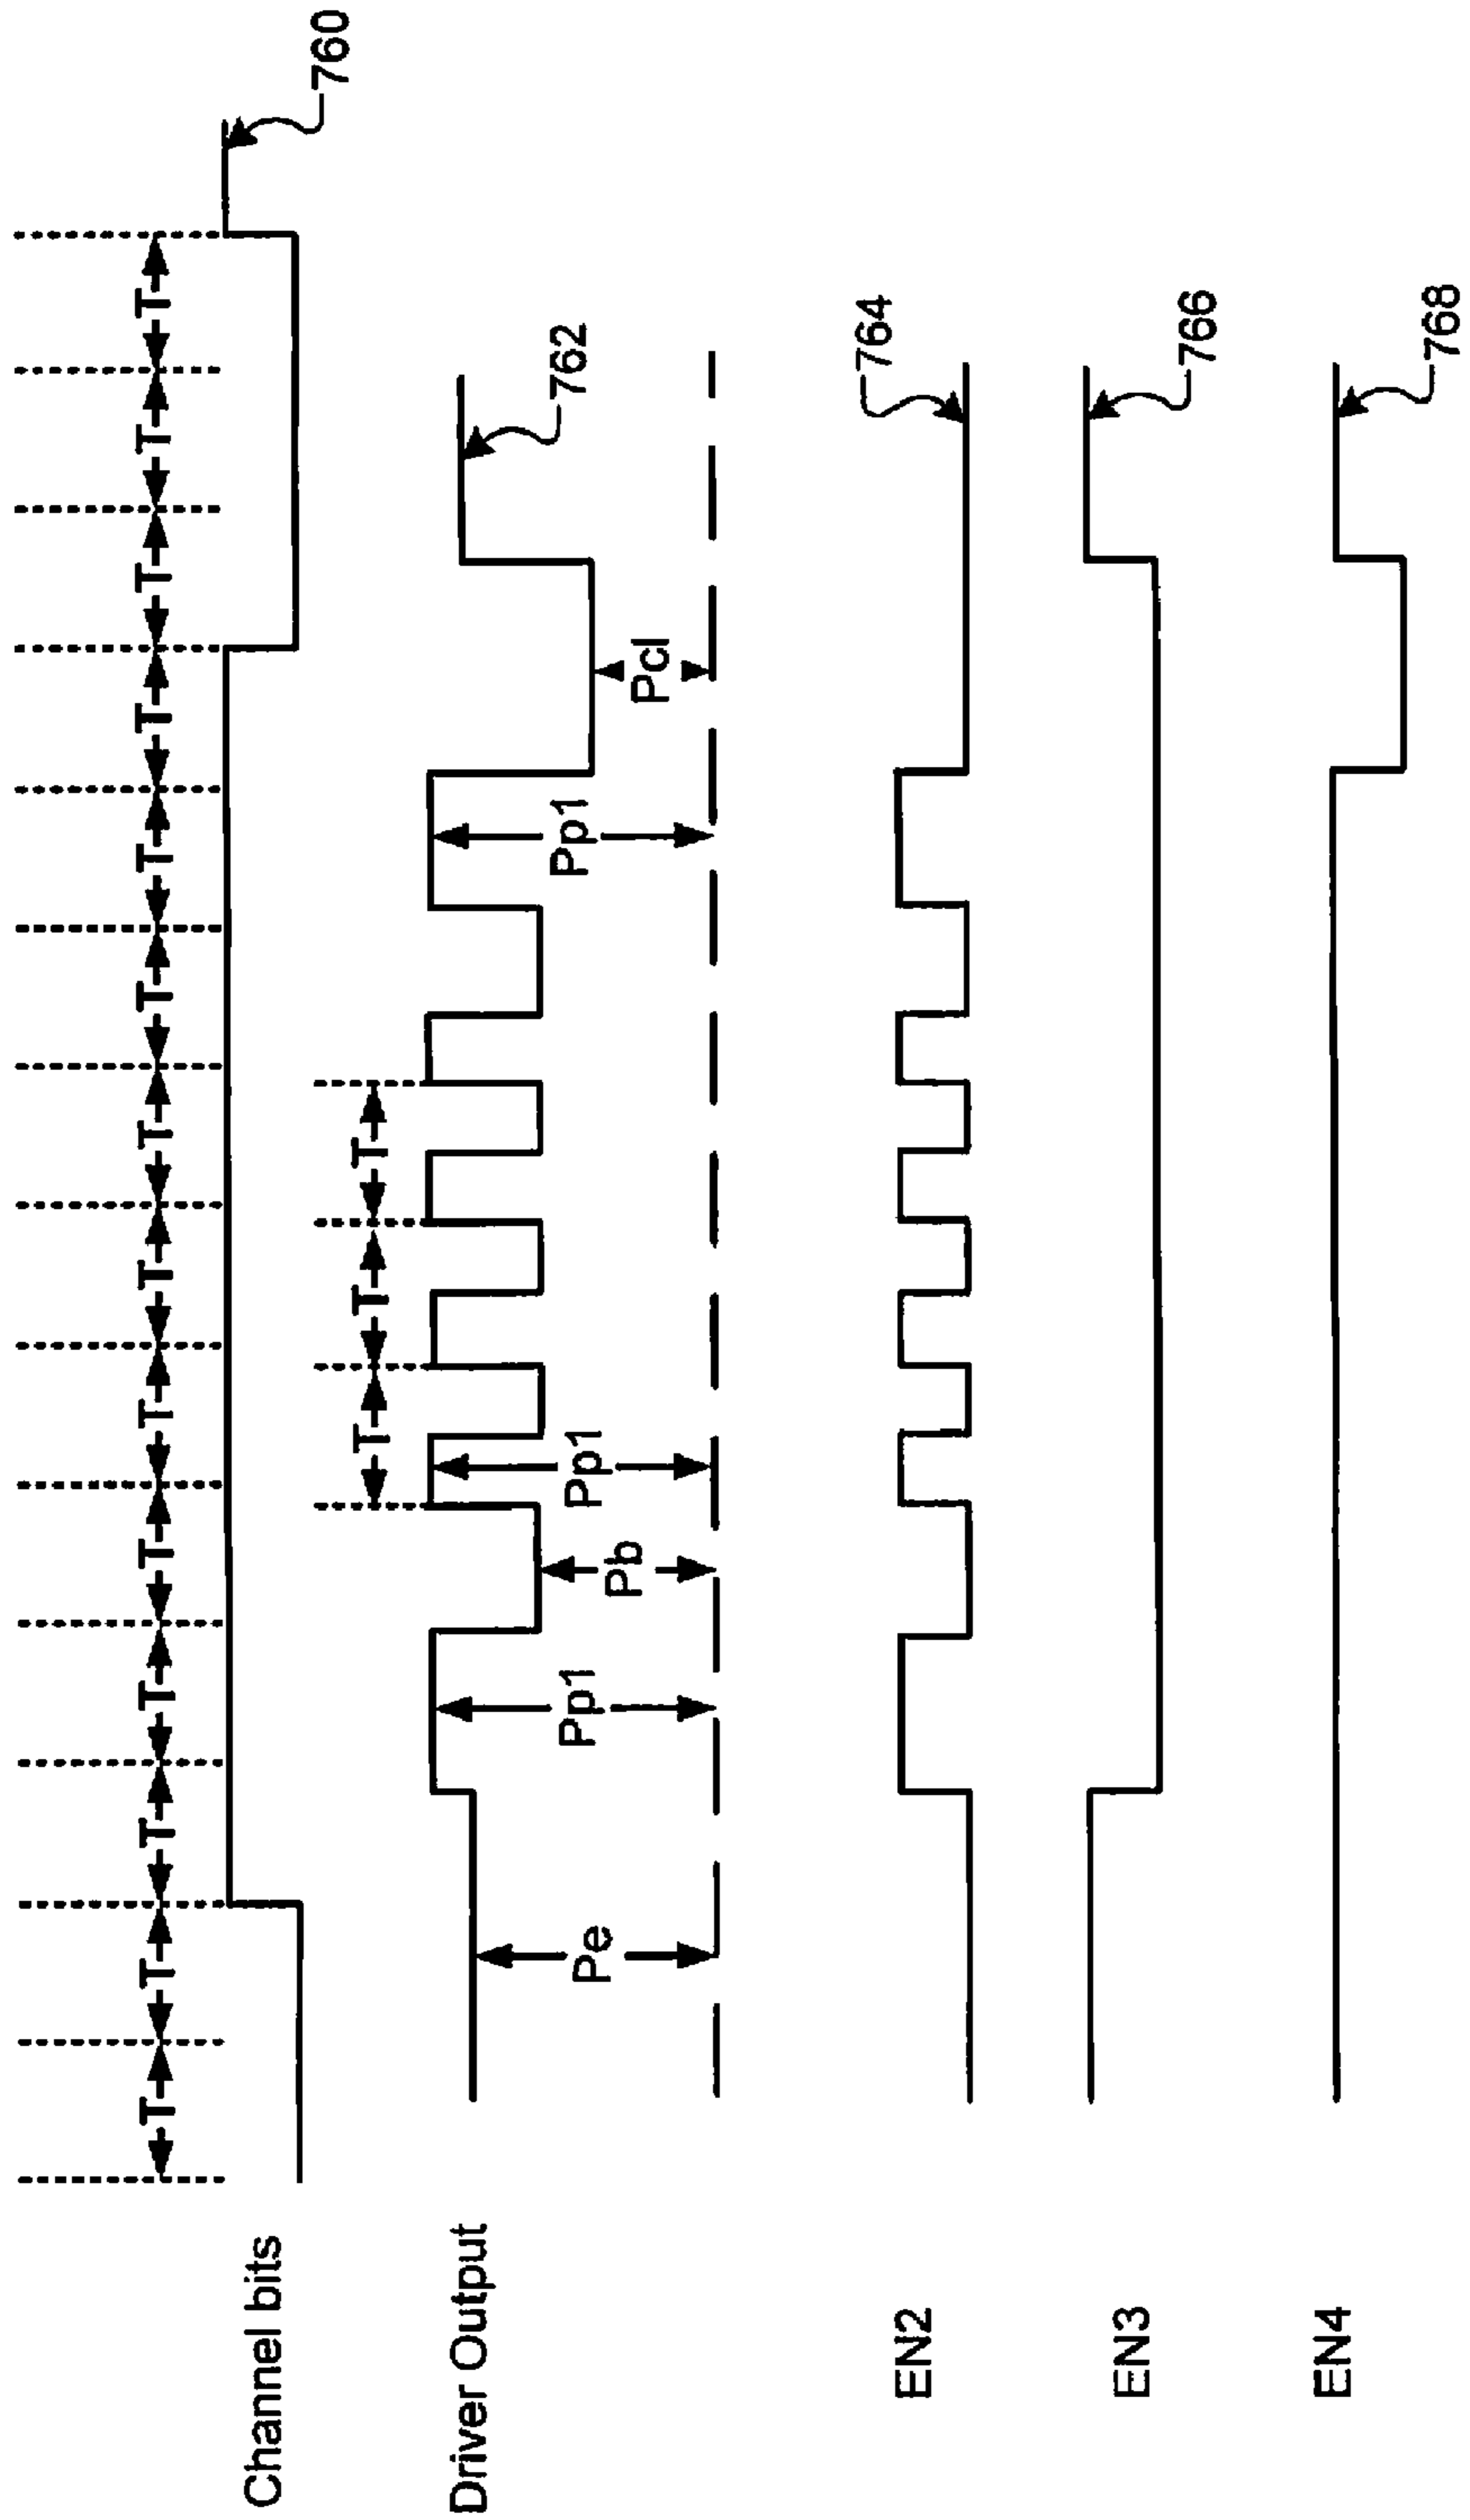 T T T T T T T T T T T T T T
Channel bits
760
T T T
Driver Output
762
Pe
Pp1
Pb
Pp1
Pp1
Pcl
EN2
764
EN3
766
EN4
768